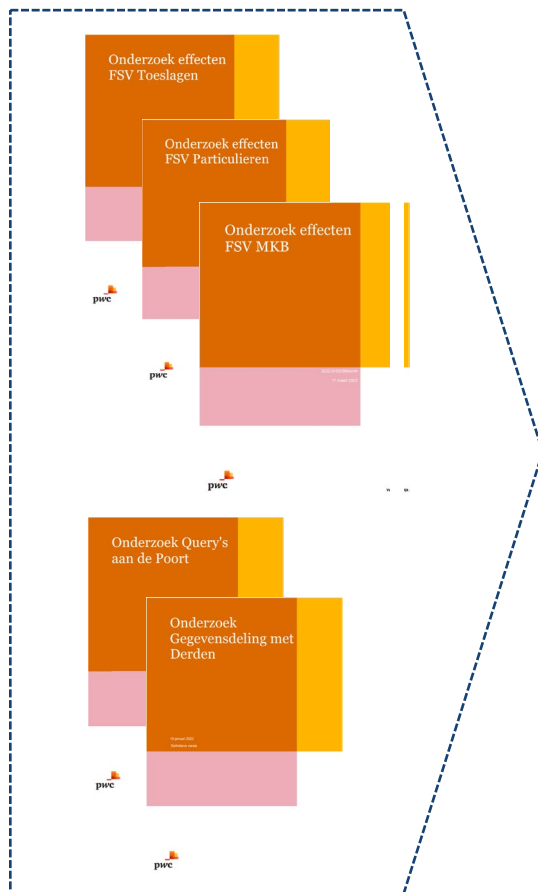 Onderzoek effecten
FSV Toeslagen
Onderzoek effecten
FSV Particulieren
Onderzoek effecten
FSV MKB
pwc
pwc
pwc
Onderzoek Query's
aan de Poort
Onderzoek
Gegevensdeling met
Derden
pwc
pwc